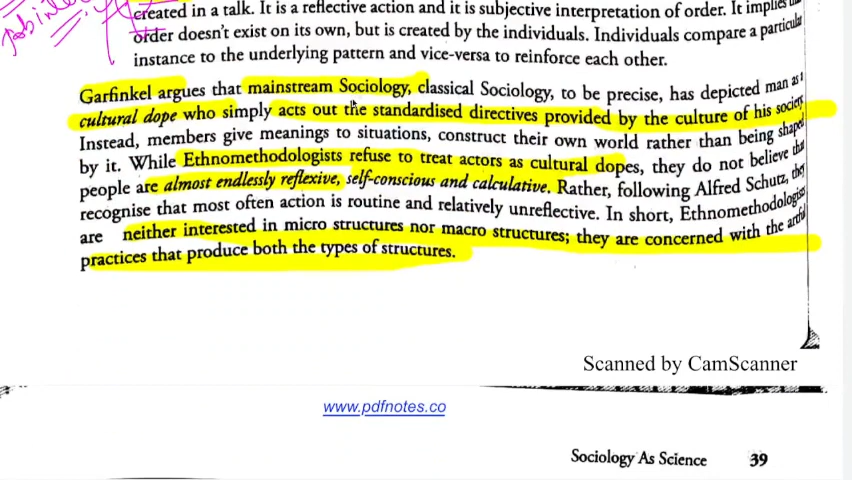 created in a talk. It is a reflective action and it is subjective interpretation of order. It implies
order doesn't exist on its own, but is created by the individuals. Individuals compare a particular
instance to the underlying pattern and vice-versa to reinforce each other.
Garfinkel argues that mainstream Sociology, classical Sociology, to be precise, has depicted man as a
cultural dope who simply acts out the standardised directives provided by the culture of his society
Instead, members give meanings to situations, construct their own world rather than being shaped
by it. While Ethnomethodologists refuse to treat actors as cultural dopes, they do not believe that
people are almost endlessly reflexive, self-conscious and calculative. Rather, following Alfred Schutz, they
recognise that most often action is routine and relatively unreflective. In short, Ethnomethodologists
are neither interested in micro structures nor macro structures; they are concerned with the artful
practices that produce both the types of structures.
Scanned by CamScanner
www.pdfnotes.co
Sociology As Science 39